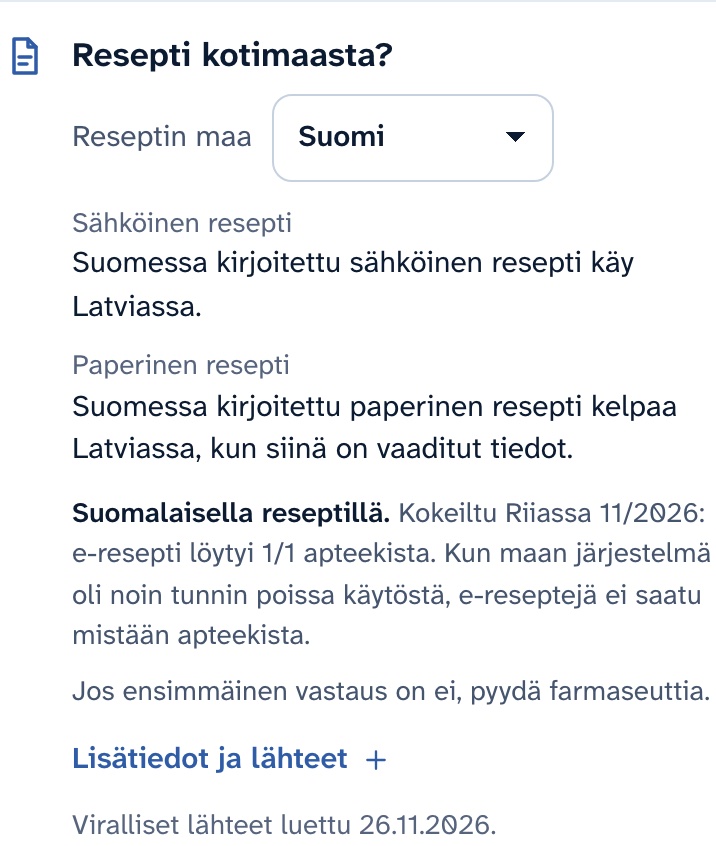 Resepti kotimaasta?
Reseptin maa Suomi
Sähköinen resepti
Suomessa kirjoitettu sähköinen resepti käy
Latviassa.
Paperinen resepti
Suomessa kirjoitettu paperinen resepti kelpaa
Latviassa, kun siinä on vaaditut tiedot.
Suomalaisella reseptillä. Kokeiltu Riiassa 11/2026:
e-resepti löytyi 1/1 apteekista. Kun maan järjestelmä
oli noin tunnin poissa käytöstä, e-reseptejä ei saatu
mistään apteekista.
Jos ensimmäinen vastaus on ei, pyydä farmaseuttia.
Lisätiedot ja lähteet +
Viralliset lähteet luettu 26.11.2026.